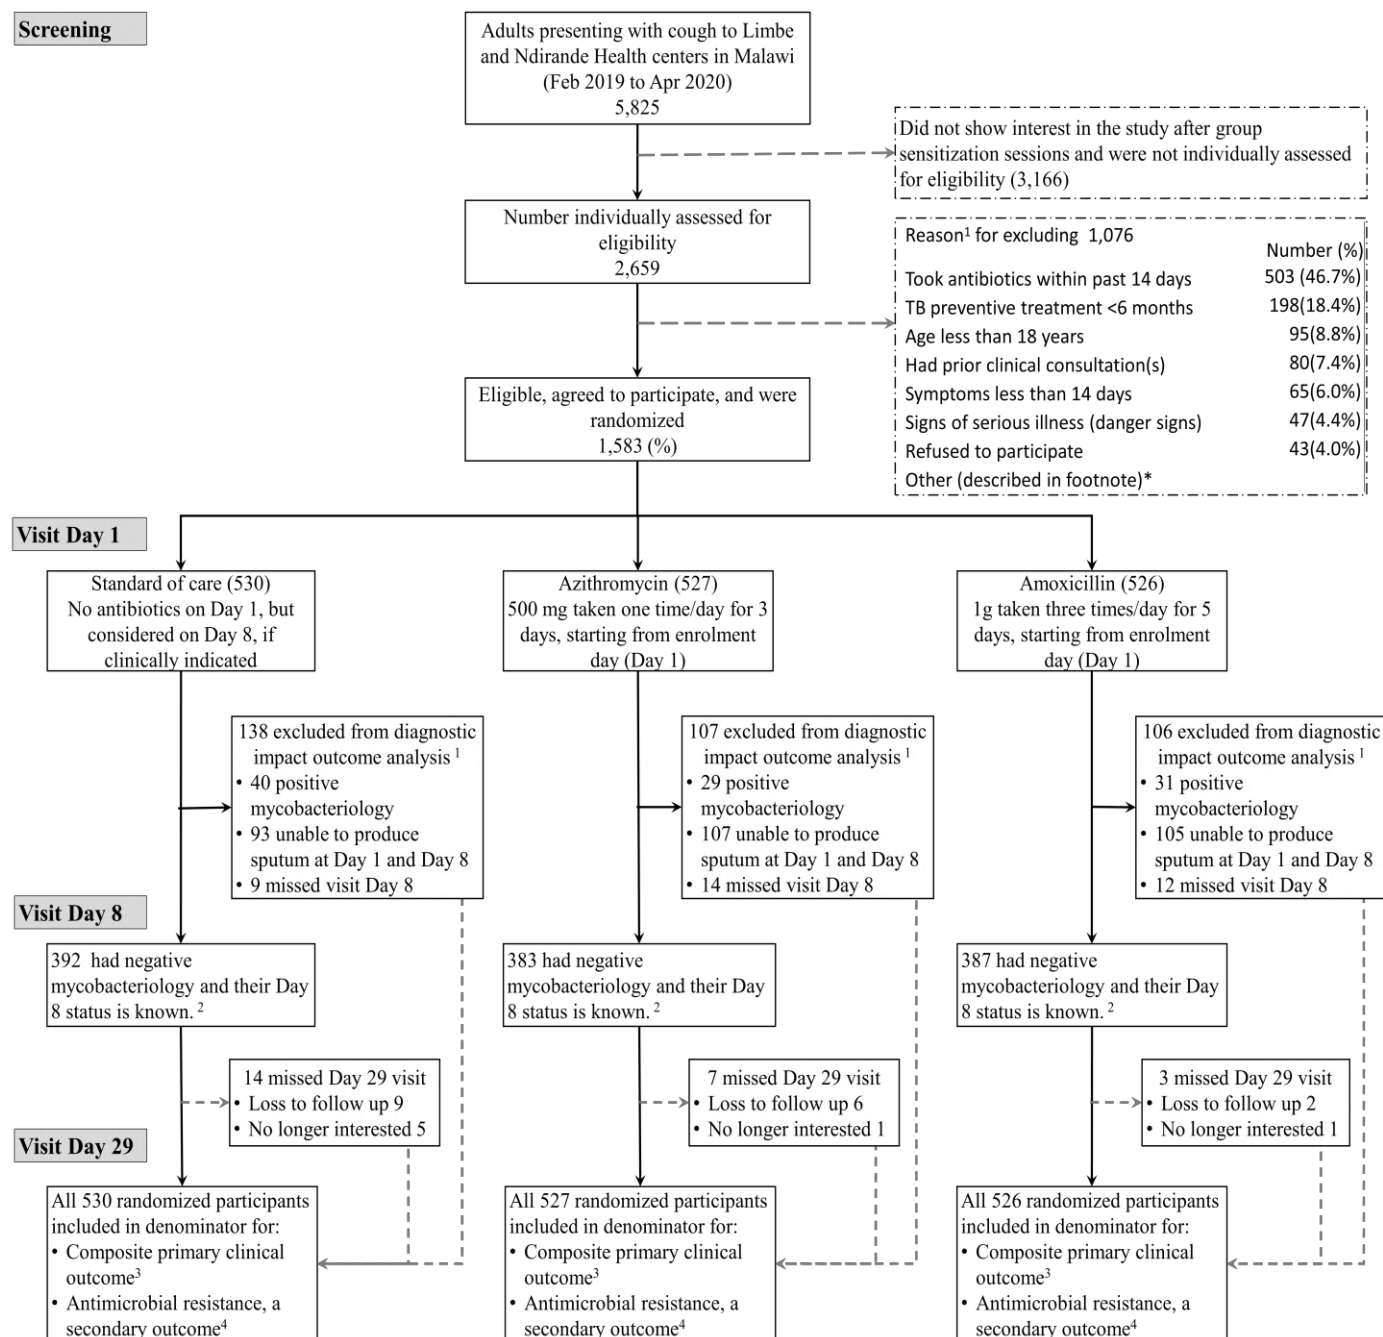 Screening
Adults presenting with cough to Limbe
and Ndirande Health centers in Malawi
(Feb 2019 to Apr 2020)
5,825
Did not show interest in the study after group
sensitization sessions and were not individually assessed
for eligibility (3,166)
Number individually assessed for
eligibility
2,659
Reason1 for excluding 1,076
Number (%)
Took antibiotics within past 14 days 503 (46.7%)
TB preventive treatment <6 months 198(18.4%)
Age less than 18 years 95(8.8%)
Had prior clinical consultation(s) 80(7.4%)
Symptoms less than 14 days 65(6.0%)
Signs of serious illness (danger signs) 47(4.4%)
Refused to participate 43(4.0%)
Other (described in footnote)*
Eligible, agreed to participate, and were
randomized
1,583 (%)
Visit Day 1
Standard of care (530)
No antibiotics on Day 1, but
considered on Day 8, if
clinically indicated
Azithromycin (527)
500 mg taken one time/day for 3
days, starting from enrolment
day (Day 1)
Amoxicillin (526)
1g taken three times/day for 5
days, starting from enrolment
day (Day 1)
138 excluded from diagnostic
impact outcome analysis 1
• 40 positive
mycobacteriology
• 93 unable to produce
sputum at Day 1 and Day 8
• 9 missed visit Day 8
107 excluded from diagnostic
impact outcome analysis 1
• 29 positive
mycobacteriology
• 107 unable to produce
sputum at Day 1 and Day 8
• 14 missed visit Day 8
106 excluded from diagnostic
impact outcome analysis 1
• 31 positive
mycobacteriology
• 105 unable to produce
sputum at Day 1 and Day 8
• 12 missed visit Day 8
Visit Day 8
392 had negative
mycobacteriology and their Day
8 status is known. 2
383 had negative
mycobacteriology and their Day
8 status is known. 2
387 had negative
mycobacteriology and their Day
8 status is known. 2
14 missed Day 29 visit
• Loss to follow up 9
• No longer interested 5
7 missed Day 29 visit
• Loss to follow up 6
• No longer interested 1
3 missed Day 29 visit
• Loss to follow up 2
• No longer interested 1
Visit Day 29
All 530 randomized participants
included in denominator for:
• Composite primary clinical
outcome3
• Antimicrobial resistance, a
secondary outcome4
All 527 randomized participants
included in denominator for:
• Composite primary clinical
outcome3
• Antimicrobial resistance, a
secondary outcome4
All 526 randomized participants
included in denominator for:
• Composite primary clinical
outcome3
• Antimicrobial resistance, a
secondary outcome4